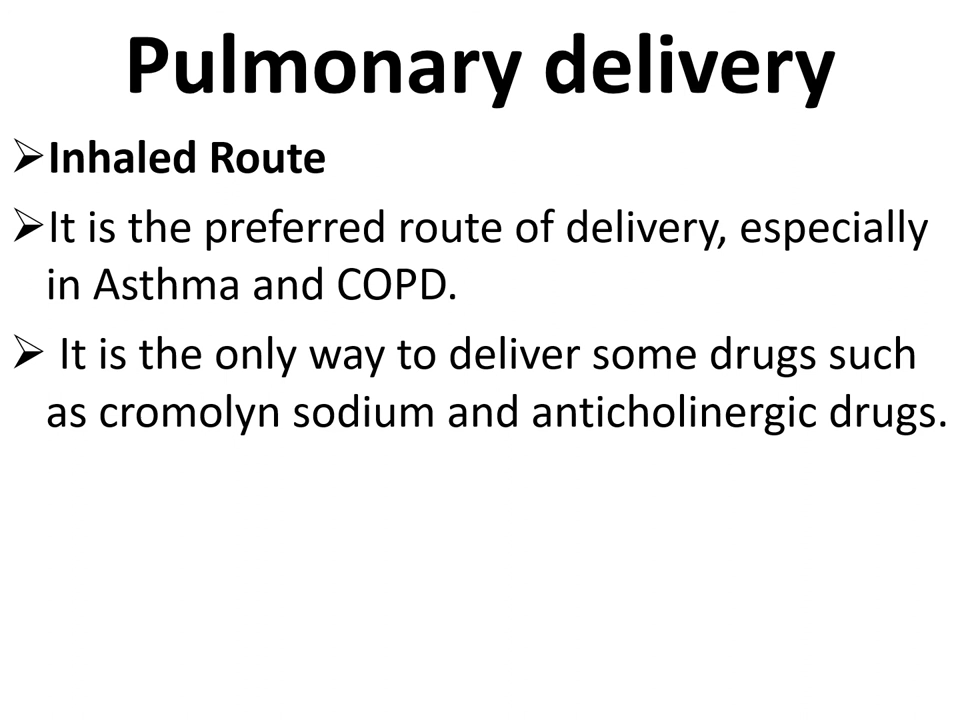 Pulmonary delivery
➢Inhaled Route
➢It is the preferred route of delivery, especially
in Asthma and COPD.
➢ It is the only way to deliver some drugs such
as cromolyn sodium and anticholinergic drugs.